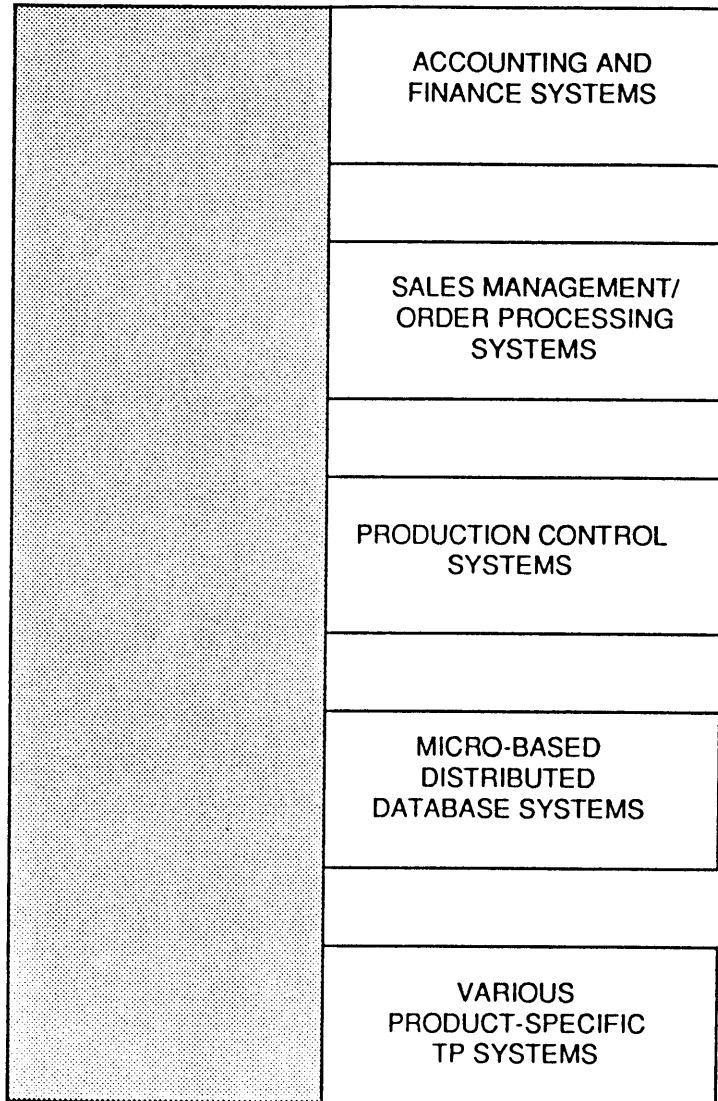 ACCOUNTING AND
FINANCE SYSTEMS
SALES MANAGEMENT/
ORDER PROCESSING
SYSTEMS
PRODUCTION CONTROL
SYSTEMS
MICRO-BASED
DISTRIBUTED
DATABASE SYSTEMS
VARIOUS
PRODUCT-SPECIFIC
TP SYSTEMS